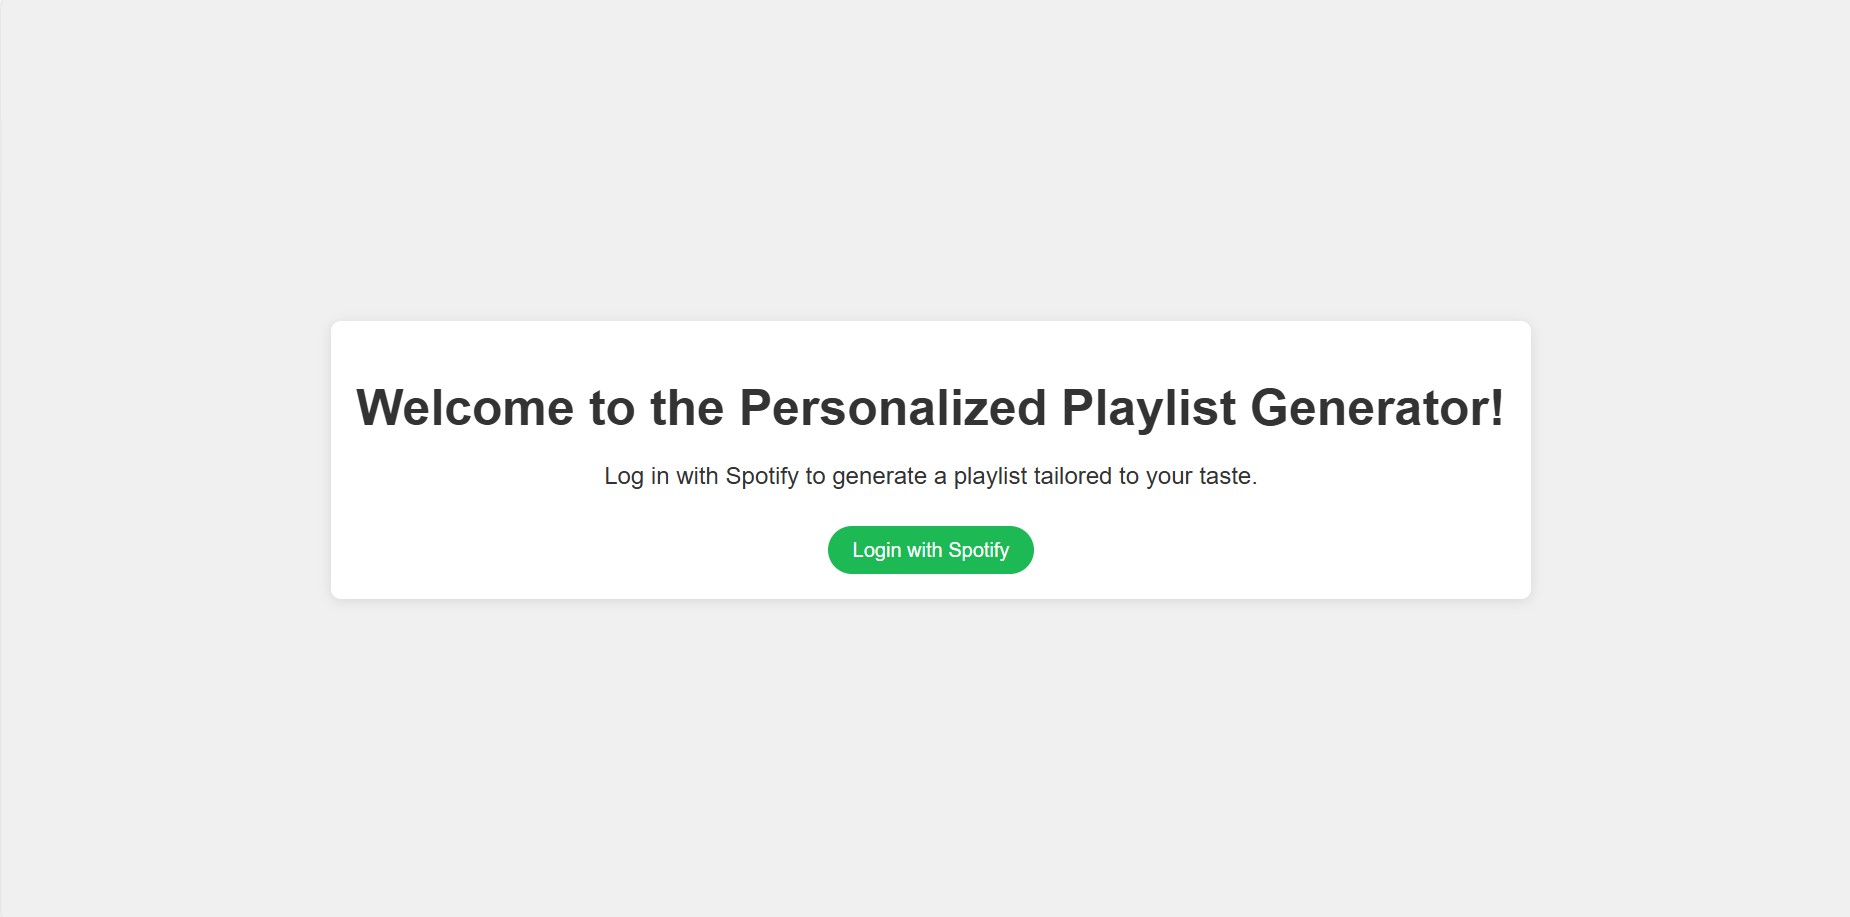 Welcome to the Personalized Playlist Generator!
Log in with Spotify to generate a playlist tailored to your taste.
Login with Spotify